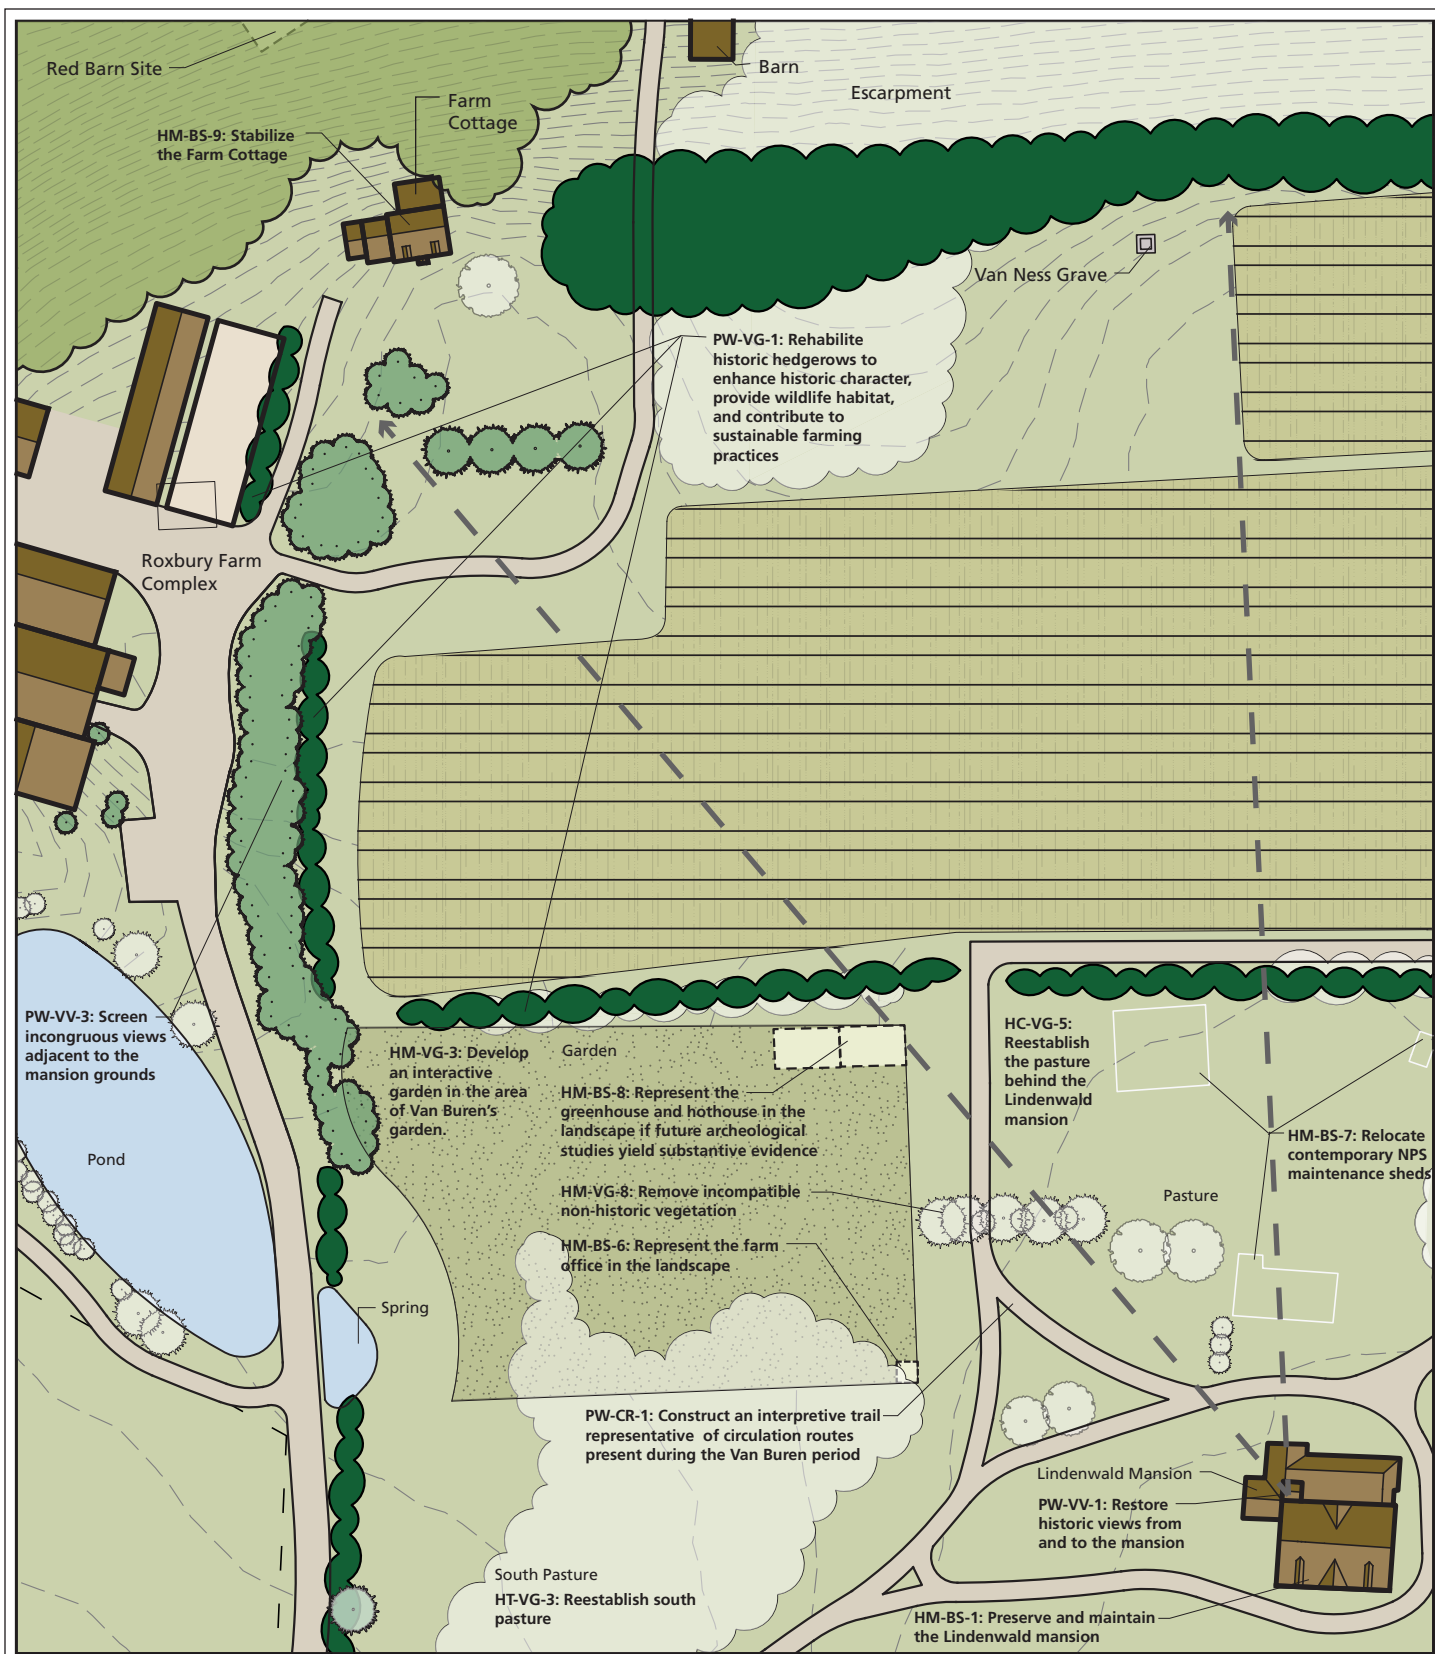 Red Barn Site
Barn
Escarpment
Farm
Cottage
HM-BS-9: Stabilize
the Farm Cottage
Van Ness Grave
PW-VG-1: Rehabilite
historic hedgerows to
enhance historic character,
provide wildlife habitat,
and contribute to
sustainable farming
practices
Roxbury Farm
Complex
PW-VV-3: Screen
incongruous views
adjacent to the
mansion grounds
HM-VG-3: Develop
an interactive
garden in the area
of Van Buren's
garden.
Garden
HM-BS-8: Represent the
greenhouse and hothouse in the
landscape if future archeological
studies yield substantive evidence
HC-VG-5:
Reestablish
the pasture
behind the
Lindenwald
mansion
HM-BS-7: Relocate
contemporary NPS
maintenance sheds
Pond
HM-VG-8: Remove incompatible
non-historic vegetation
Pasture
HM-BS-6: Represent the farm
office in the landscape
Spring
PW-CR-1: Construct an interpretive trail
representative of circulation routes
present during the Van Buren period
Lindenwald Mansion
PW-VV-1: Restore
historic views from
and to the mansion
South Pasture
HT-VG-3: Reestablish south
pasture
HM-BS-1: Preserve and maintain
the Lindenwald mansion